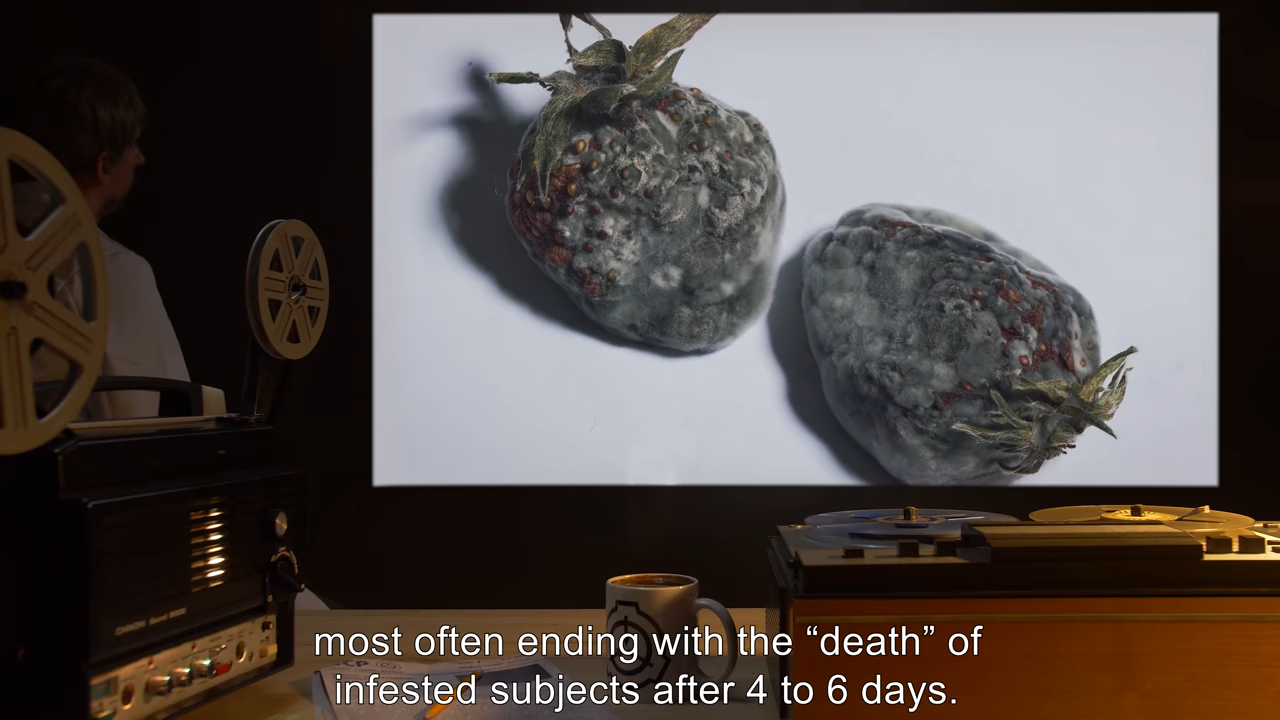 most often ending with the “death” of
infested subjects after 4 to 6 days.